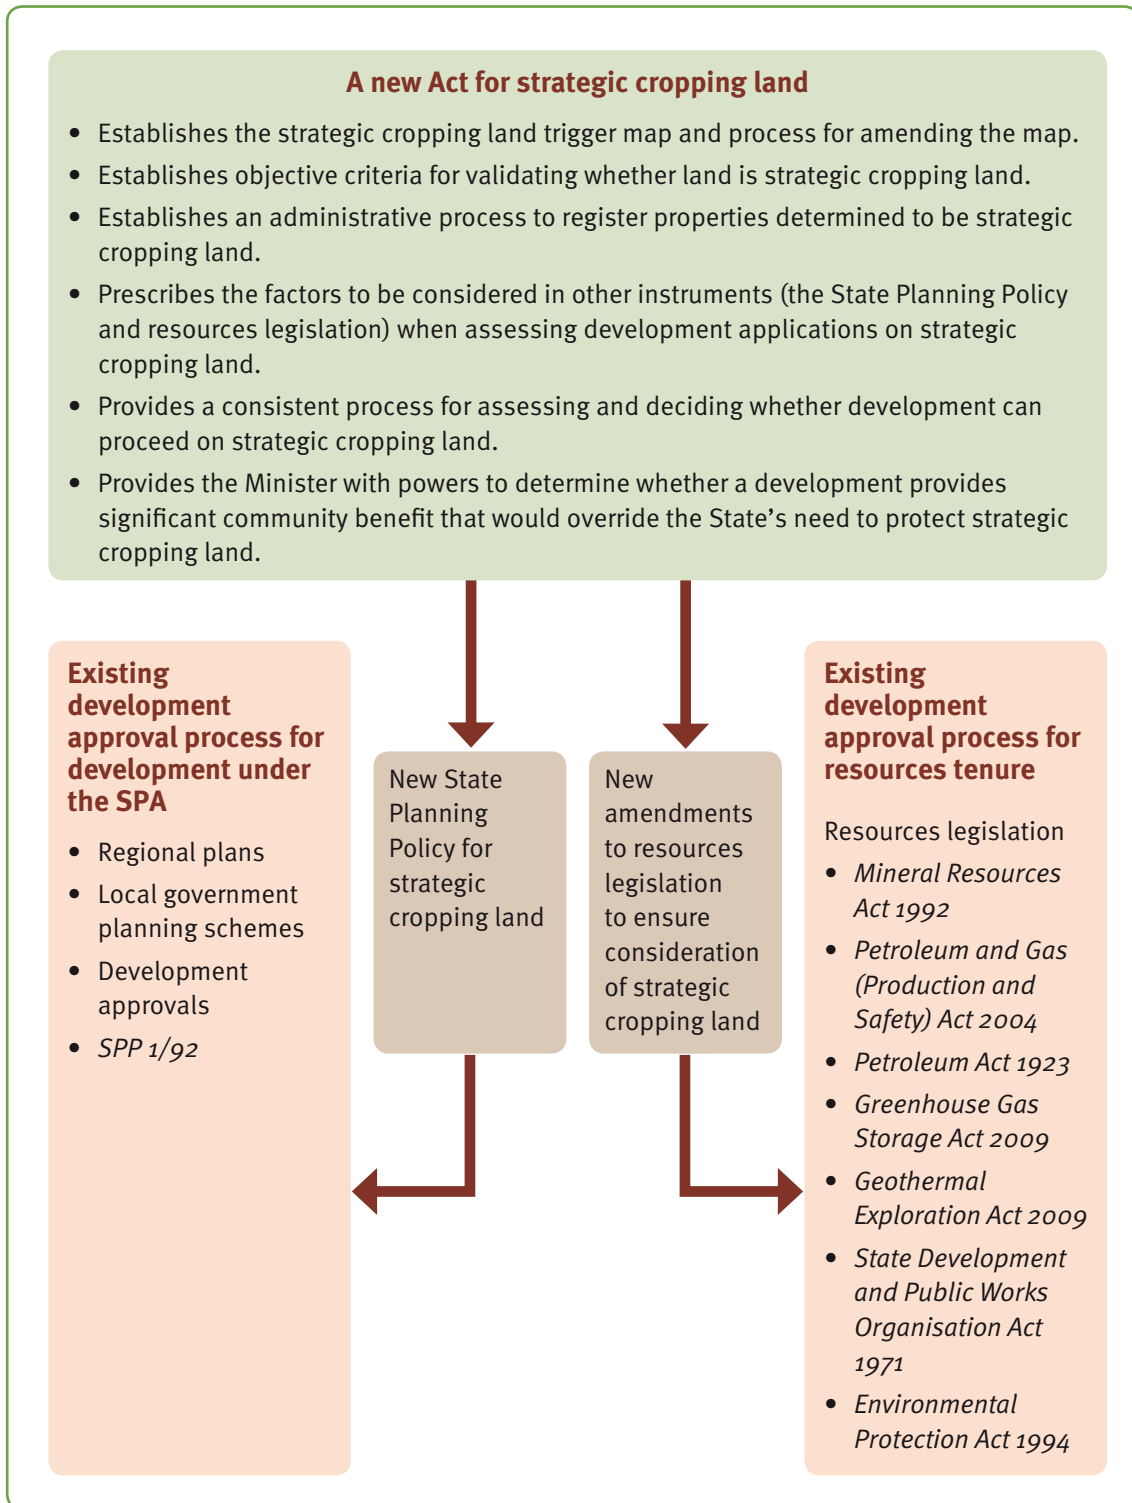 A new Act for strategic cropping land
• Establishes the strategic cropping land trigger map and process for amending the map.
• Establishes objective criteria for validating whether land is strategic cropping land.
• Establishes an administrative process to register properties determined to be strategic
cropping land.
• Prescribes the factors to be considered in other instruments (the State Planning Policy
and resources legislation) when assessing development applications on strategic
cropping land.
• Provides a consistent process for assessing and deciding whether development can
proceed on strategic cropping land.
• Provides the Minister with powers to determine whether a development provides
significant community benefit that would override the State's need to protect strategic
cropping land.
Existing
development
approval process for
development under
the SPA
• Regional plans
• Local government
planning schemes
• Development
approvals
• SPP 1/92
New State
Planning
Policy for
strategic
cropping land
New
amendments
to resources
legislation
to ensure
consideration
of strategic
cropping land
Existing
development
approval process for
resources tenure
Resources legislation
• Mineral Resources
Act 1992
• Petroleum and Gas
(Production and
Safety) Act 2004
• Petroleum Act 1923
• Greenhouse Gas
Storage Act 2009
• Geothermal
Exploration Act 2009
• State Development
and Public Works
Organisation Act
1971
• Environmental
Protection Act 1994